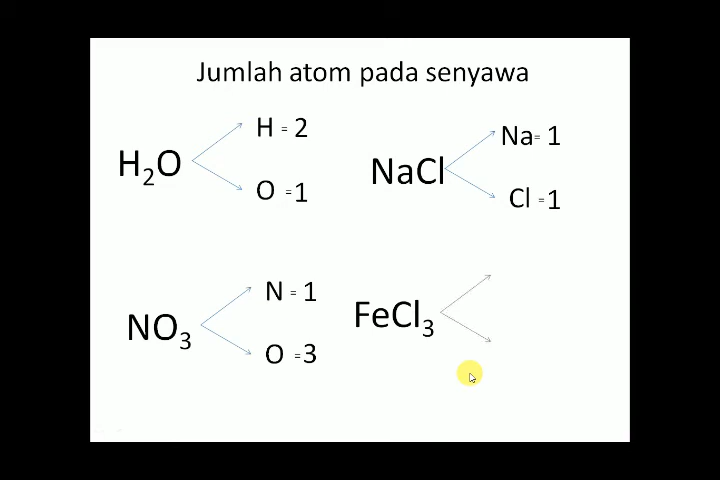 Jumlah atom pada senyawa
H₂O
H = 2
O = 1
NaCl
Na= 1
Cl = 1
NO₃
N = 1
O = 3
FeCl₃